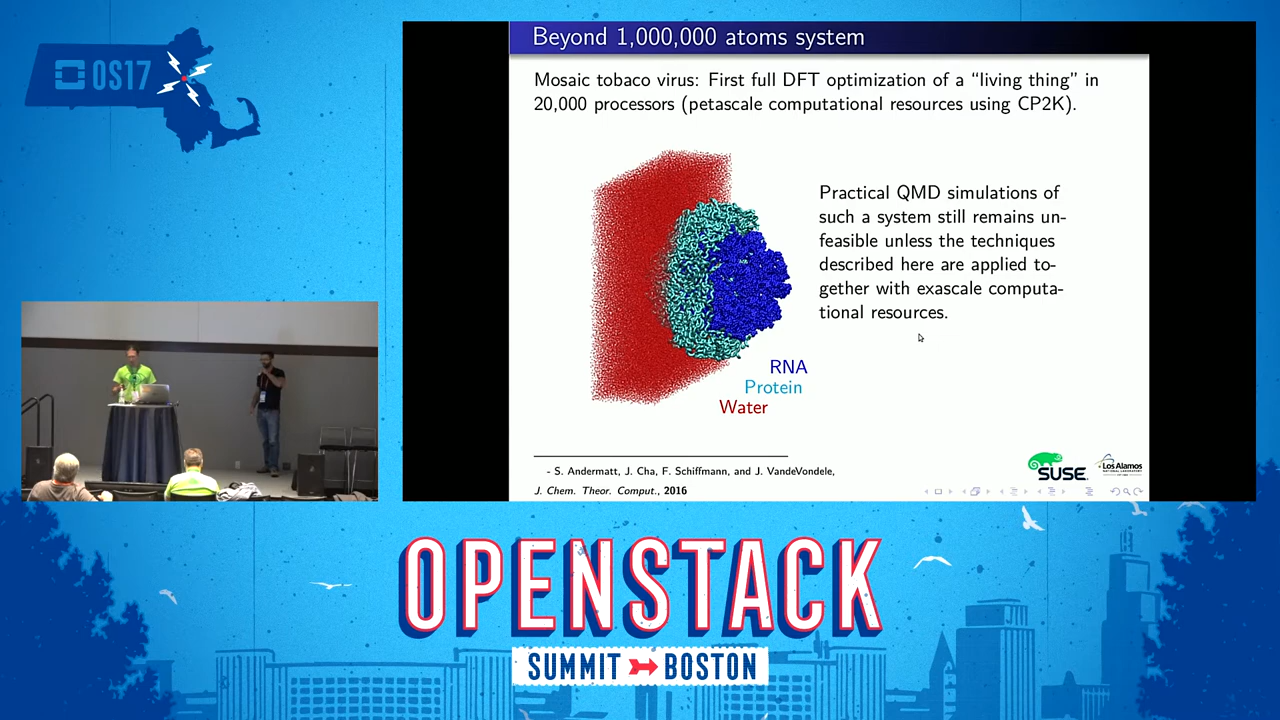 OS17
Beyond 1,000,000 atoms system
Mosaic tobaco virus: First full DFT optimization of a “living thing” in
20,000 processors (petascale computational resources using CP2K).
Practical QMD simulations of
such a system still remains un-
feasible unless the techniques
described here are applied to-
gether with exascale computa-
tional resources.
RNA
Protein
Water
- S. Andermatt, J. Cha, F. Schiffmann, and J. VandeVondele,
J. Chem. Theor. Comput., 2016
SUSE
Los Alamos
NATIONAL LABORATORY
OPENSTACK
SUMMIT BOSTON